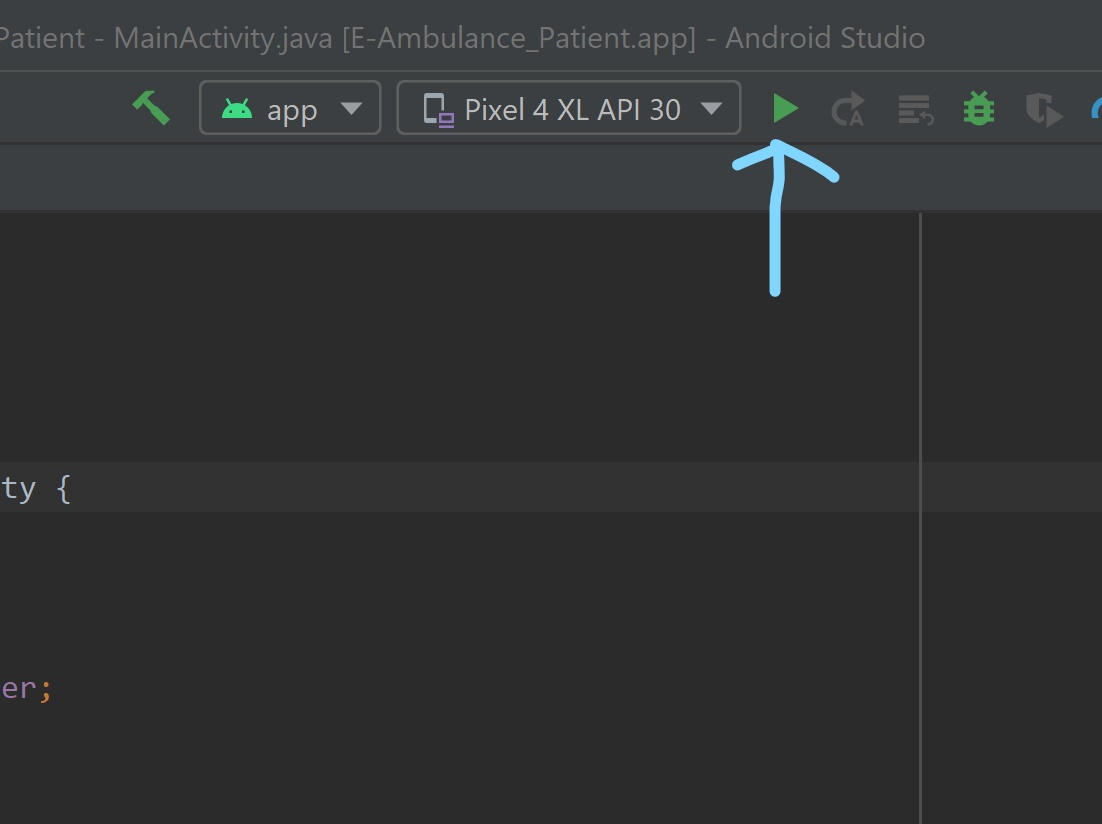 Patient - MainActivity.java [E-Ambulance_Patient.app] - Android Studio
app Pixel 4 XL API 30
ty {
er;